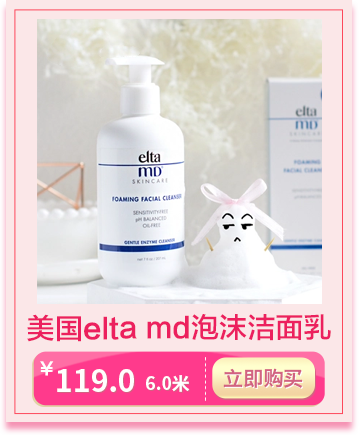 elta
MD
SKINCARE
FOAMING FACIAL CLEANSER
SENSITIVITY-FREE
pH BALANCED
OIL-FREE
GENTLE ENZYME CLEANSER
elta
MD
SKINCARE
FOAMING
FACIAL CLEANSER
美国elta md泡沫洁面乳
¥119.0 6.0米
立即购买